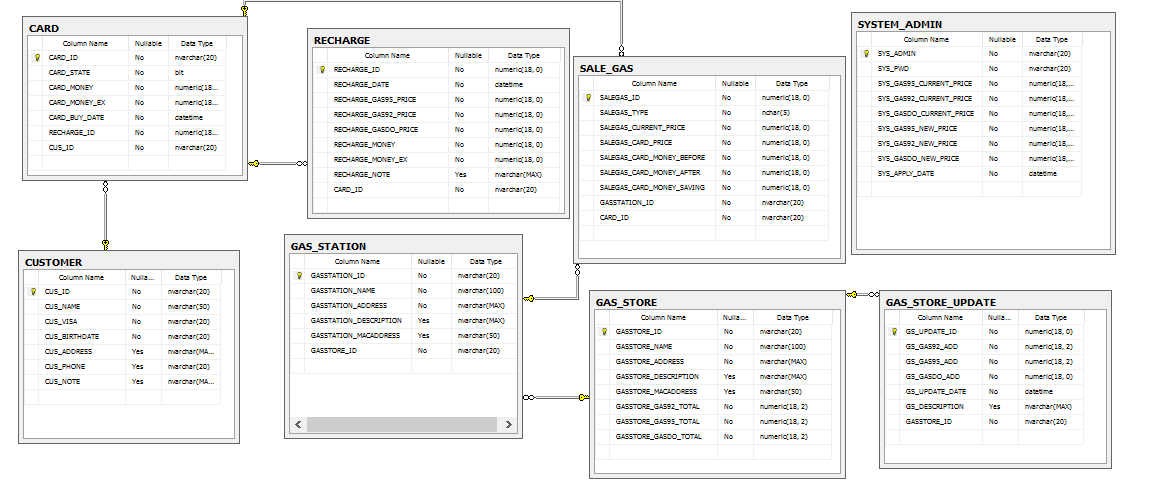 CARD
Column Name Nullable Data Type
CARD_ID No nvarchar(20)
CARD_STATE No bit
CARD_MONEY No numeric(18...
CARD_MONEY_EX No numeric(18...
CARD_BUY_DATE No datetime
RECHARGE_ID No numeric(18...
CUS_ID No nvarchar(20)
RECHARGE
Column Name Nullable Data Type
RECHARGE_ID No numeric(18, 0)
RECHARGE_DATE No datetime
RECHARGE_GAS95_PRICE No numeric(18, 0)
RECHARGE_GAS92_PRICE No numeric(18, 0)
RECHARGE_GASDO_PRICE No numeric(18, 0)
RECHARGE_MONEY No numeric(18, 0)
RECHARGE_MONEY_EX No numeric(18, 0)
RECHARGE_NOTE Yes nvarchar(MAX)
CARD_ID No nvarchar(20)
SALE_GAS
Column Name Nullable Data Type
SALEGAS_ID No numeric(18, 0)
SALEGAS_TYPE No nchar(5)
SALEGAS_CURRENT_PRICE No numeric(18, 0)
SALEGAS_CARD_PRICE No numeric(18, 0)
SALEGAS_CARD_MONEY_BEFORE No numeric(18, 0)
SALEGAS_CARD_MONEY_AFTER No numeric(18, 0)
SALEGAS_CARD_MONEY_SAVING No numeric(18, 0)
GASSTATION_ID No nvarchar(20)
CARD_ID No nvarchar(20)
SYSTEM_ADMIN
Column Name Nullable Data Type
SYS_ADMIN No nvarchar(20)
SYS_PWD No nvarchar(20)
SYS_GAS95_CURRENT_PRICE No numeric(18,...
SYS_GAS92_CURRENT_PRICE No numeric(18,...
SYS_GASDO_CURRENT_PRICE No numeric(18,...
SYS_GAS95_NEW_PRICE No numeric(18,...
SYS_GAS92_NEW_PRICE No numeric(18,...
SYS_GASDO_NEW_PRICE No numeric(18,...
SYS_APPLY_DATE No datetime
CUSTOMER
Column Name Nulla... Data Type
CUS_ID No nvarchar(20)
CUS_NAME No nvarchar(50)
CUS_VISA No nvarchar(20)
CUS_BIRTHDATE No nvarchar(20)
CUS_ADDRESS Yes nvarchar(MA...
CUS_PHONE Yes nvarchar(20)
CUS_NOTE Yes nvarchar(MA...
GAS_STATION
Column Name Nullable Data Type
GASSTATION_ID No nvarchar(20)
GASSTATION_NAME No nvarchar(100)
GASSTATION_ADDRESS No nvarchar(MAX)
GASSTATION_DESCRIPTION Yes nvarchar(MAX)
GASSTATION_MACADDRESS Yes nvarchar(50)
GASSTORE_ID No nvarchar(20)
GAS_STORE
Column Name Nulla... Data Type
GASSTORE_ID No nvarchar(20)
GASSTORE_NAME No nvarchar(100)
GASSTORE_ADDRESS No nvarchar(MAX)
GASSTORE_DESCRIPTION Yes nvarchar(MAX)
GASSTORE_MACADDRESS Yes nvarchar(50)
GASSTORE_GAS92_TOTAL No numeric(18, 2)
GASSTORE_GAS95_TOTAL No numeric(18, 2)
GASSTORE_GASDO_TOTAL No numeric(18, 2)
GAS_STORE_UPDATE
Column Name Nulla... Data Type
GS_UPDATE_ID No numeric(18, 0)
GS_GAS92_ADD No numeric(18, 2)
GS_GAS95_ADD No numeric(18, 2)
GS_GASDO_ADD No numeric(18, 0)
GS_UPDATE_DATE No datetime
GS_DESCRIPTION Yes nvarchar(MAX)
GASSTORE_ID No nvarchar(20)